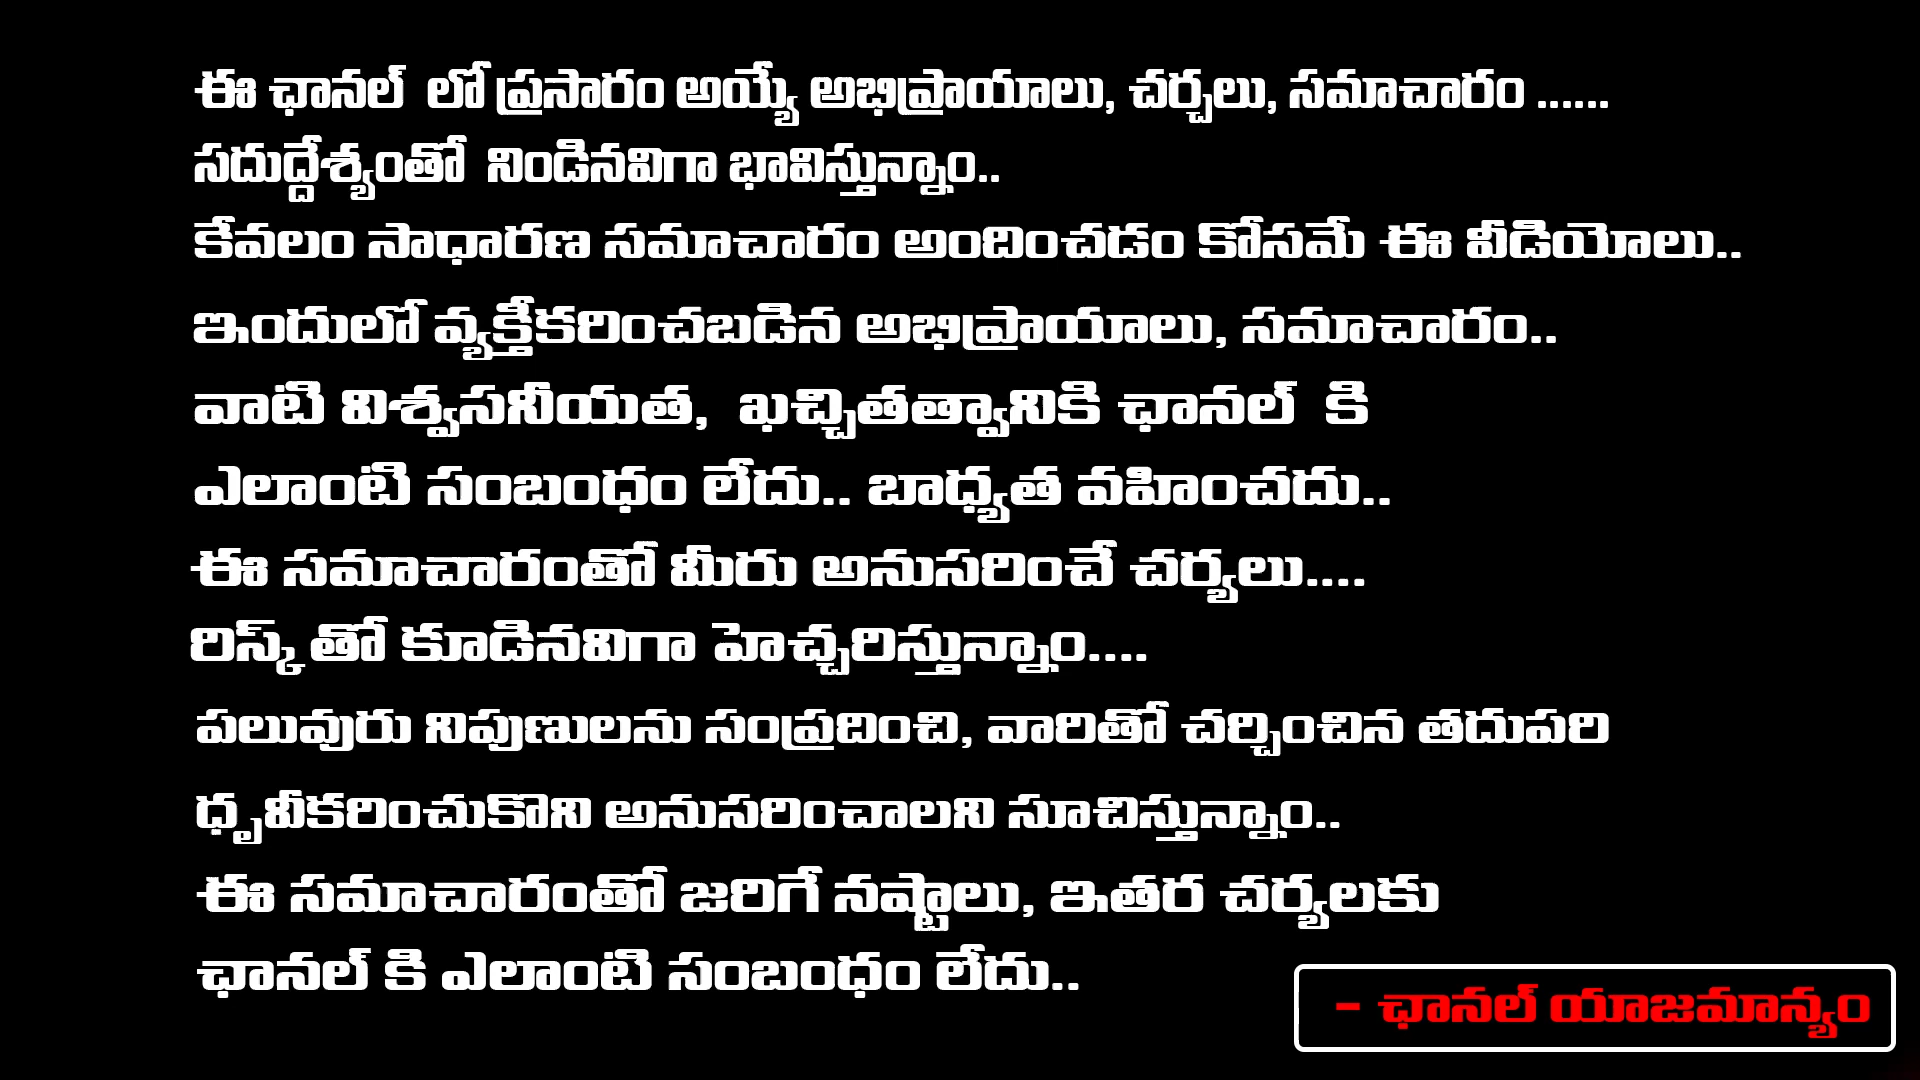 ఈ ఛానల్ లో ప్రసారం అయ్యే అభిప్రాయాలు, చర్చలు, సమాచారం ......
సదుద్దేశ్యంతో నిండినవిగా భావిస్తున్నాం..
కేవలం సాధారణ సమాచారం అందించడం కోసమే ఈ వీడియోలు..
ఇందులో వ్యక్తీకరించబడిన అభిప్రాయాలు, సమాచారం..
వాటి విశ్వసనీయత, ఖచ్చితత్వానికి ఛానల్ కి
ఎలాంటి సంబంధం లేదు.. బాధ్యత వహించదు..
ఈ సమాచారంతో మీరు అనుసరించే చర్యలు....
రిస్క్ తో కూడినవిగా హెచ్చరిస్తున్నాం....
పలువురు నిపుణులను సంప్రదించి, వారితో చర్చించిన తదుపరి
ధృవీకరించుకొని అనుసరించాలని సూచిస్తున్నాం..
ఈ సమాచారంతో జరిగే నష్టాలు, ఇతర చర్యలకు
ఛానల్ కి ఎలాంటి సంబంధం లేదు..
- ఛానల్ యాజమాన్యం